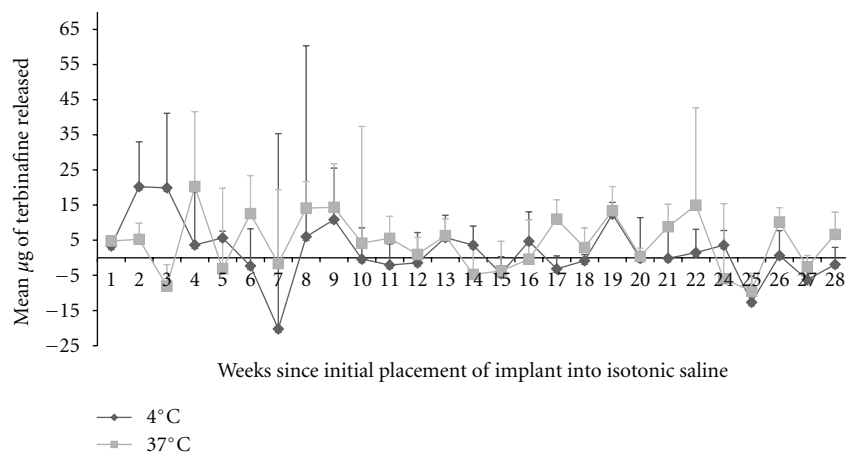 65
55
45
35
25
15
5
−5
−15
−25
Mean µg of terbinafine released
1 2 3 4 5 6 7 8 9 10 11 12 13 14 15 16 17 18 19 20 21 22 24 25 26 27 28
Weeks since initial placement of implant into isotonic saline
4°C
37°C